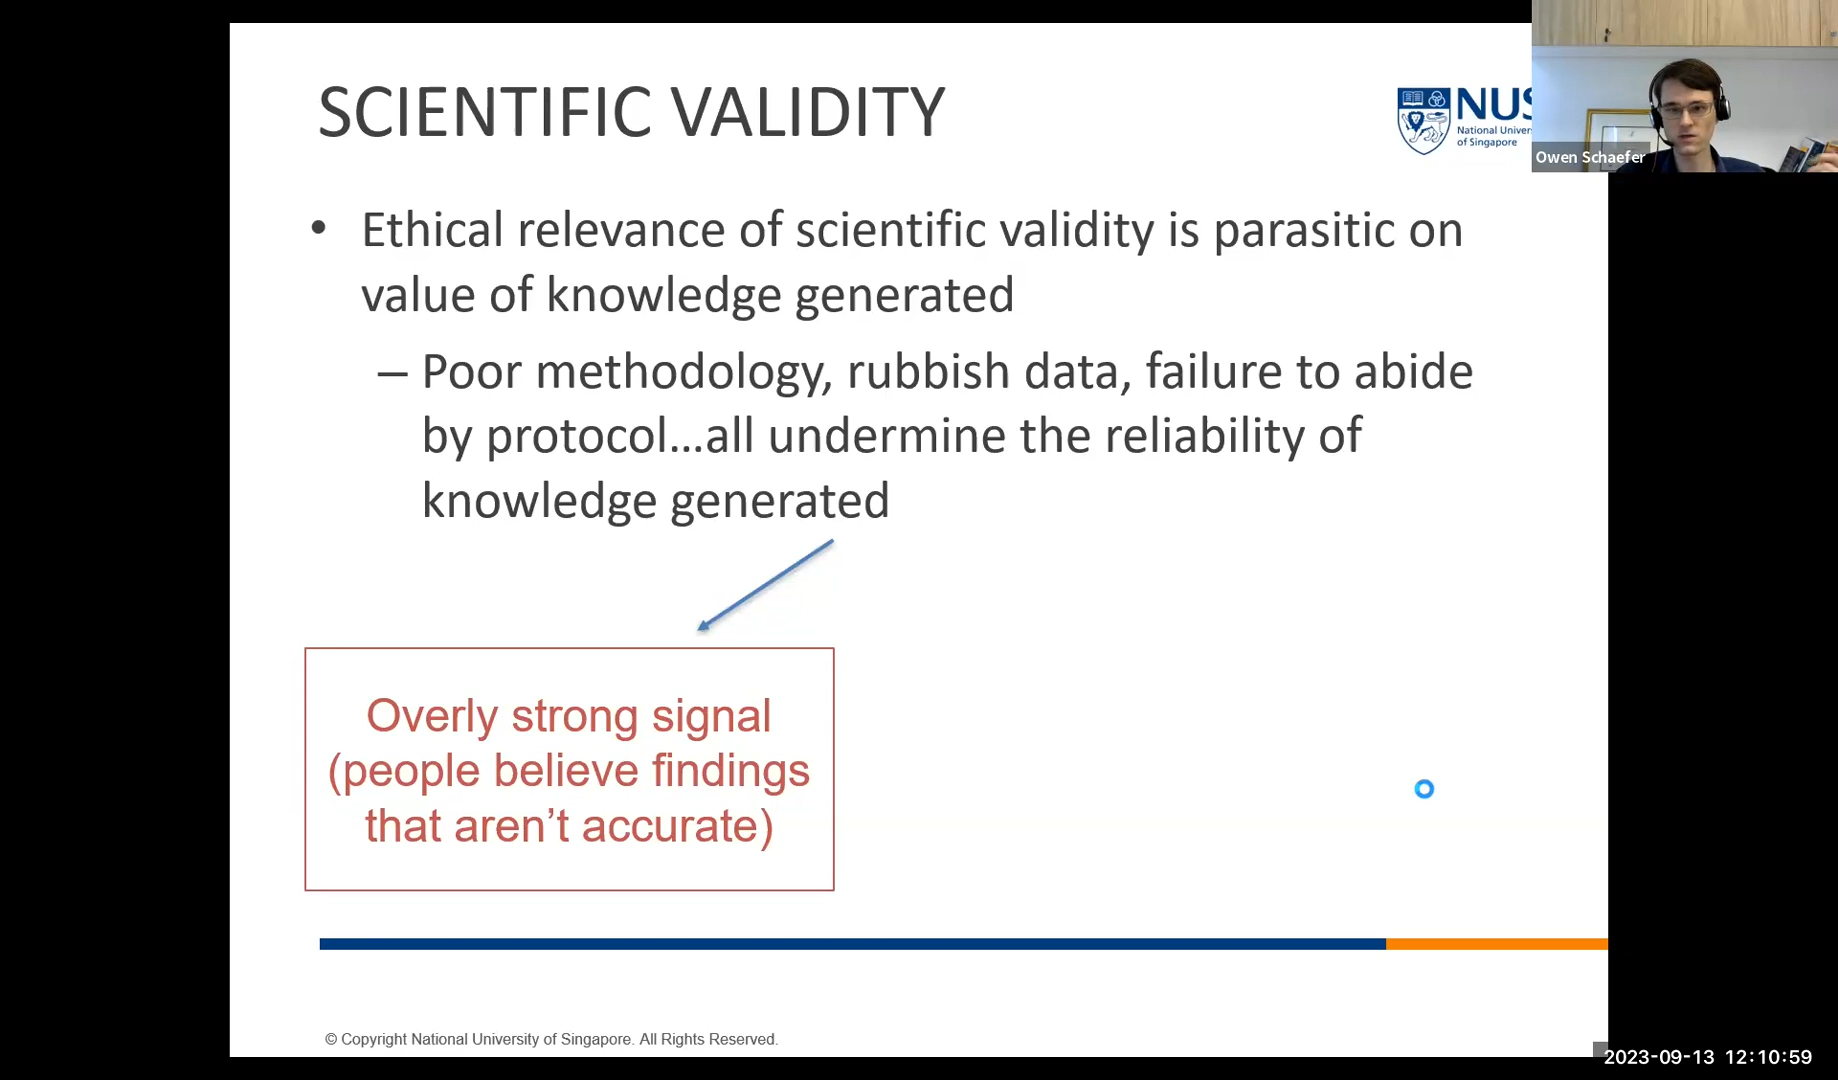 SCIENTIFIC VALIDITY
NUS
National Univer
of Singapore
Owen Schaefer
• Ethical relevance of scientific validity is parasitic on
value of knowledge generated
– Poor methodology, rubbish data, failure to abide
by protocol...all undermine the reliability of
knowledge generated
Overly strong signal
(people believe findings
that aren’t accurate)
© Copyright National University of Singapore. All Rights Reserved.
2023-09-13 12:10:59